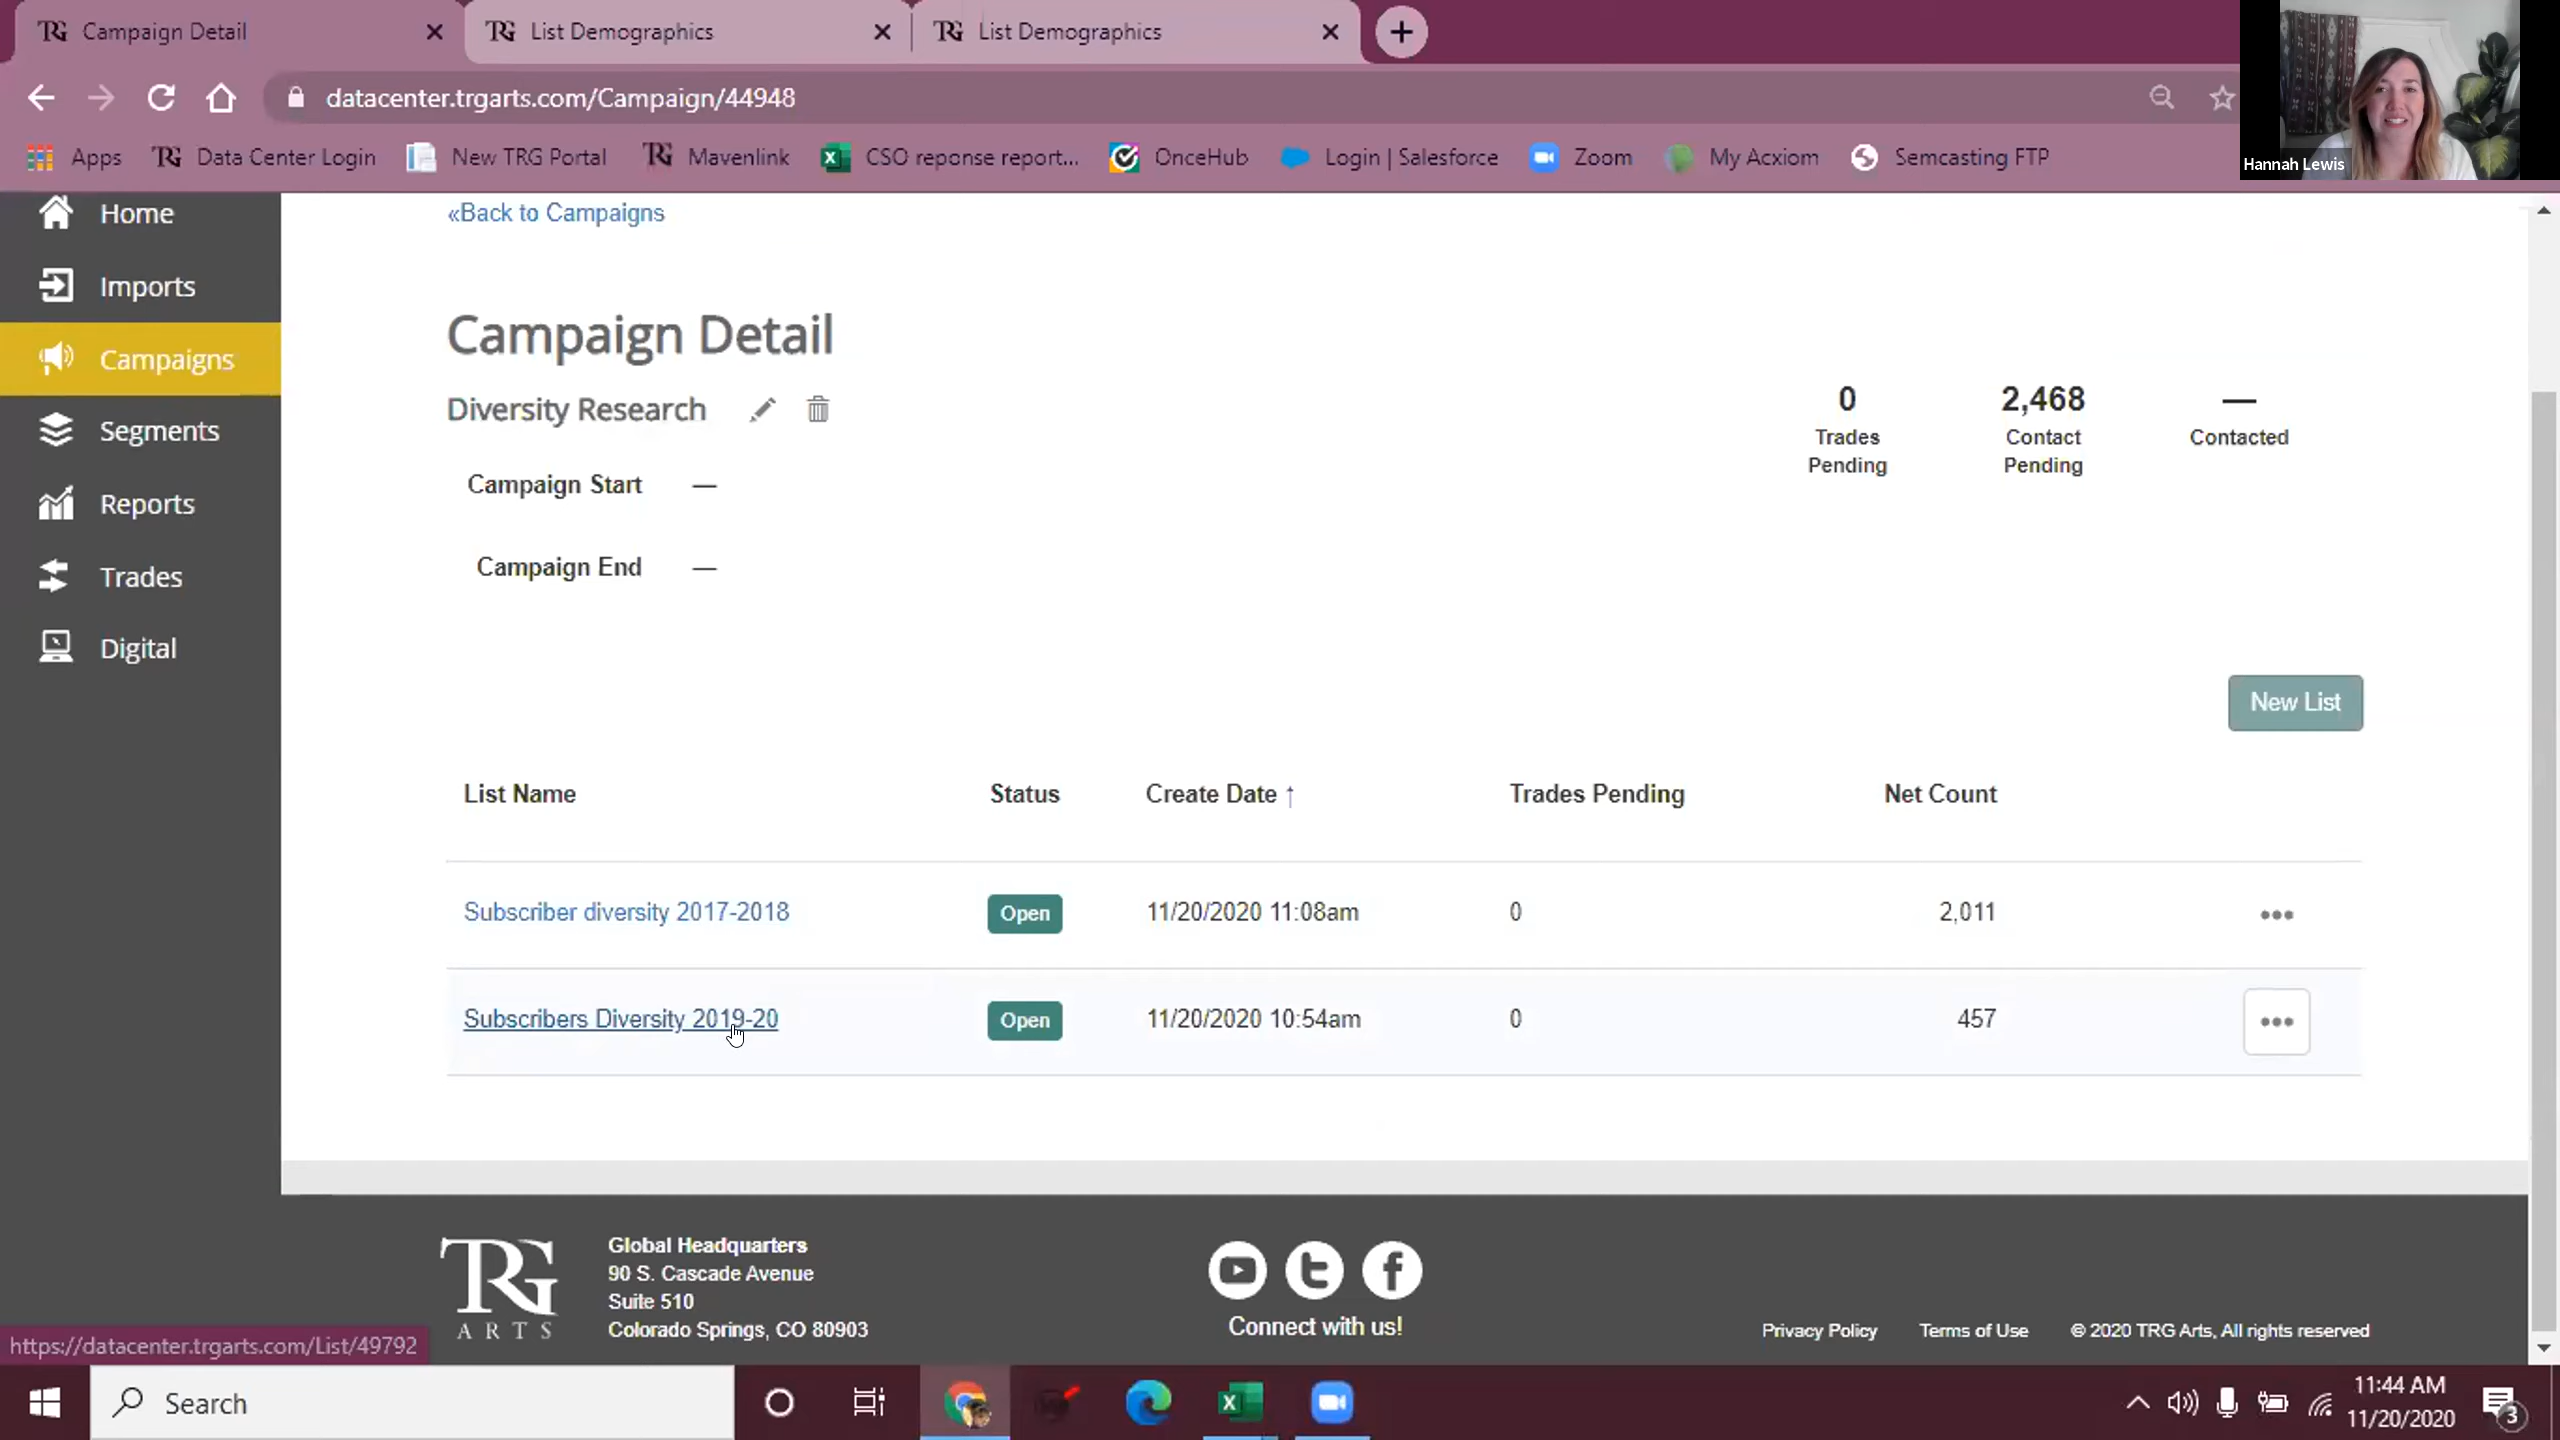 Campaign Detail
List Demographics
List Demographics
datacenter.trgarts.com/Campaign/44948
Apps
Data Center Login
New TRG Portal
Mavenlink
CSO reponse report...
OnceHub
Login | Salesforce
Zoom
My Acxiom
Semcasting FTP
Hannah Lewis
Home
Imports
Campaigns
Segments
Reports
Trades
Digital
«Back to Campaigns
Campaign Detail
Diversity Research
Campaign Start —
Campaign End —
0
Trades
Pending
2,468
Contact
Pending
—
Contacted
New List
List Name Status Create Date ↑ Trades Pending Net Count
Subscriber diversity 2017-2018 Open 11/20/2020 11:08am 0 2,011 •••
Subscribers Diversity 2019-20 Open 11/20/2020 10:54am 0 457 •••
TRG
ARTS
Global Headquarters
90 S. Cascade Avenue
Suite 510
Colorado Springs, CO 80903
Connect with us!
Privacy Policy Terms of Use © 2020 TRG Arts, All rights reserved
https://datacenter.trgarts.com/List/49792
Search
11:44 AM
11/20/2020
3